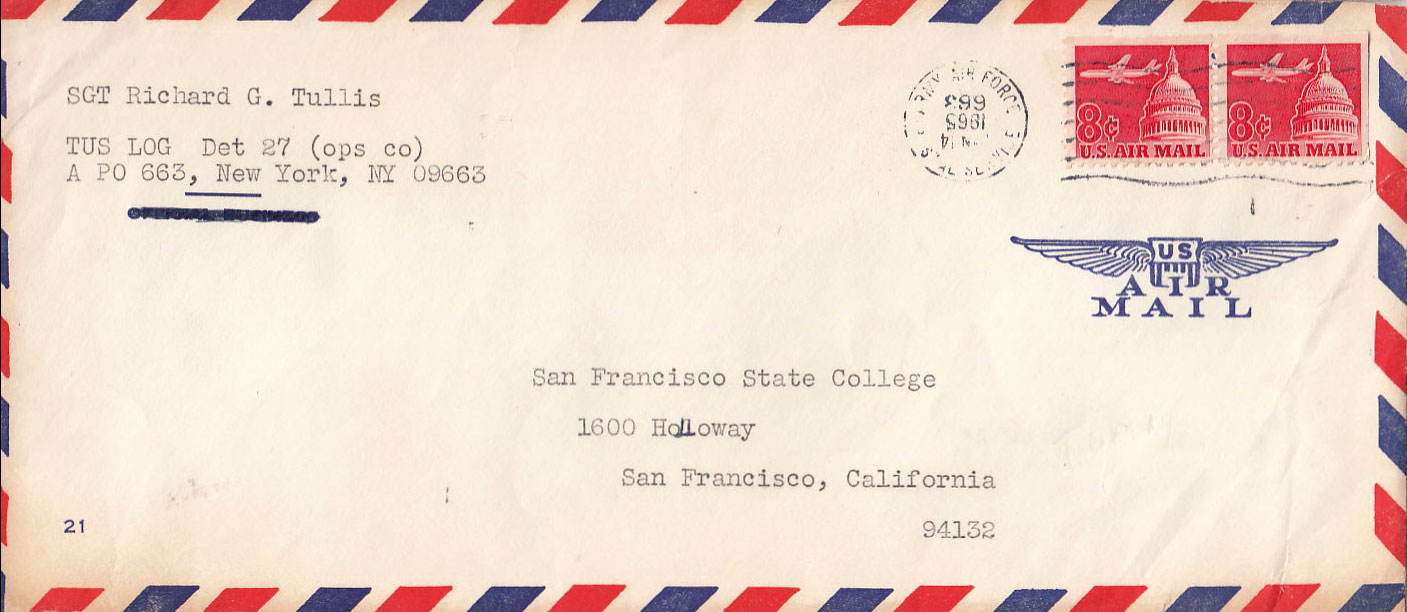 SGT Richard G. Tullis
TUS LOG Det 27 (ops co)
A PO 663, New York, NY 09663
ARMY AIR FORCE
663
1965
14
8¢
U.S. AIR MAIL
8¢
U.S. AIR MAIL
US
AIR
MAIL
San Francisco State College
1600 Holloway
San Francisco, California
94132
21